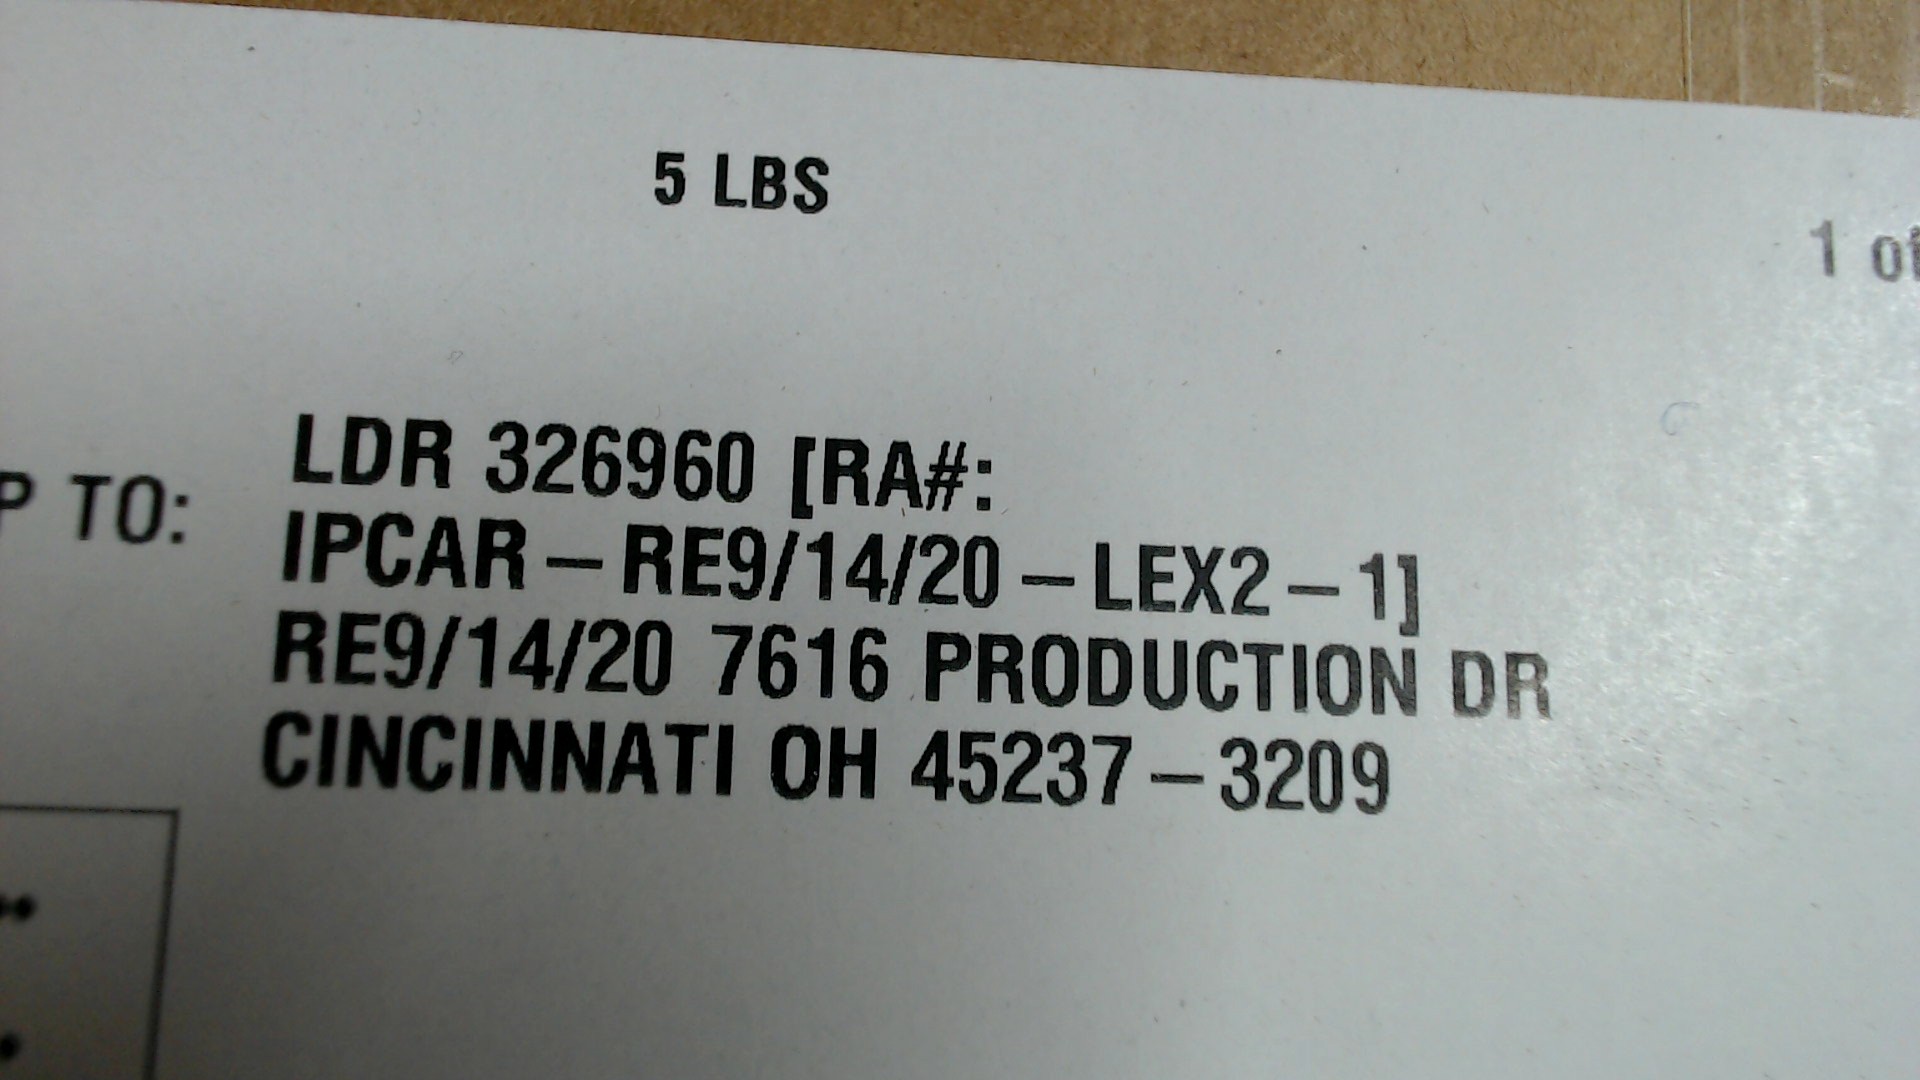 5 LBS
1 of
LDR 326960 [RA#:
P TO:
IPCAR-RE9/14/20-LEX2-1]
RE9/14/20 7616 PRODUCTION DR
CINCINNATI OH 45237-3209